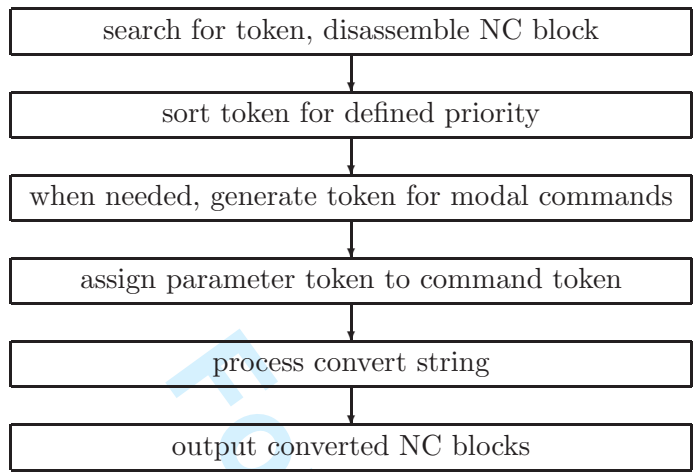 search for token, disassemble NC block
sort token for defined priority
when needed, generate token for modal commands
assign parameter token to command token
process convert string
output converted NC blocks
Fo